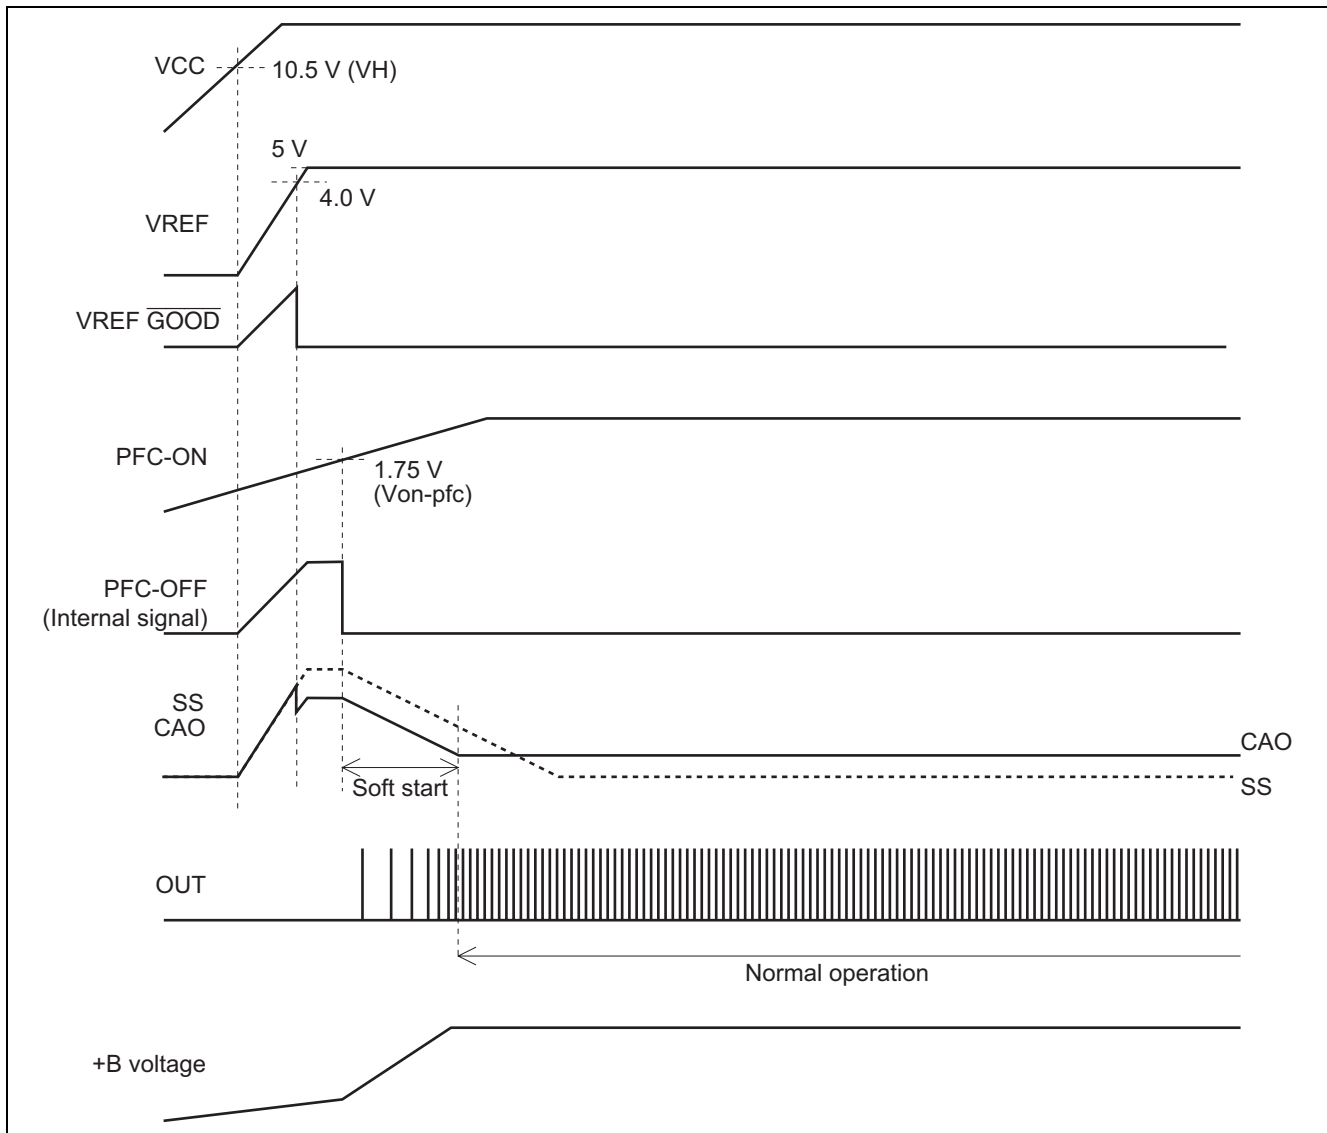 VCC
10.5 V (VH)
5 V
4.0 V
VREF
VREF GOOD
PFC-ON
1.75 V
(Von-pfc)
PFC-OFF
(Internal signal)
SS
CAO
CAO
Soft start
SS
OUT
Normal operation
+B voltage